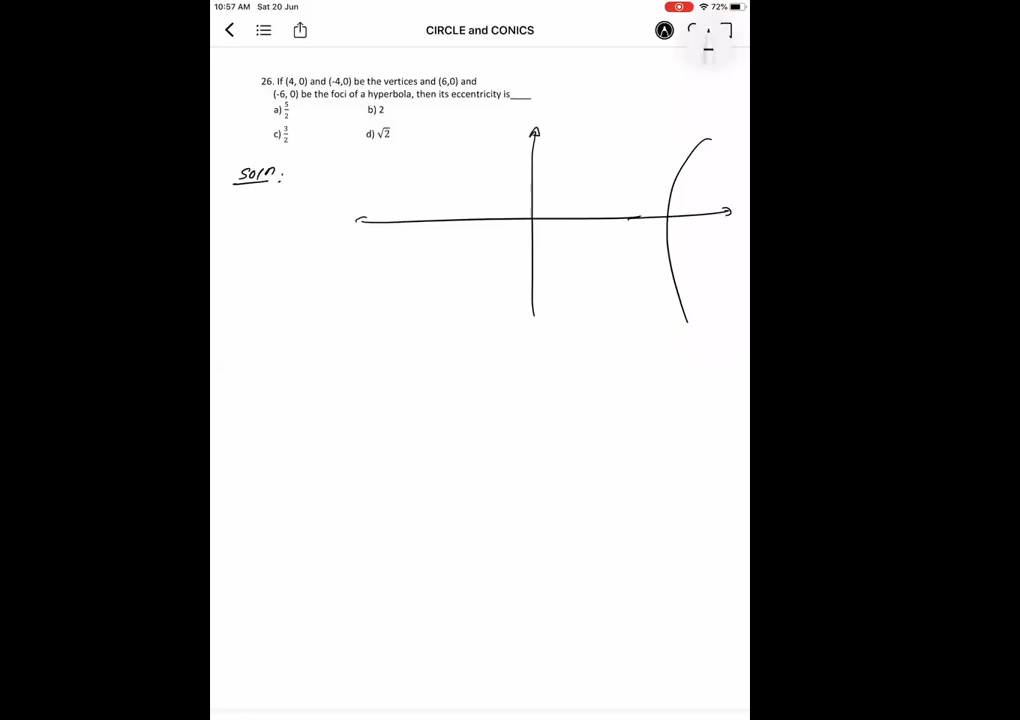 10:57 AM Sat 20 Jun
72%
CIRCLE and CONICS
26. If (4, 0) and (-4,0) be the vertices and (6,0) and
(-6, 0) be the foci of a hyperbola, then its eccentricity is____
a) 5/2 b) 2
c) 3/2 d) √2
Soln: